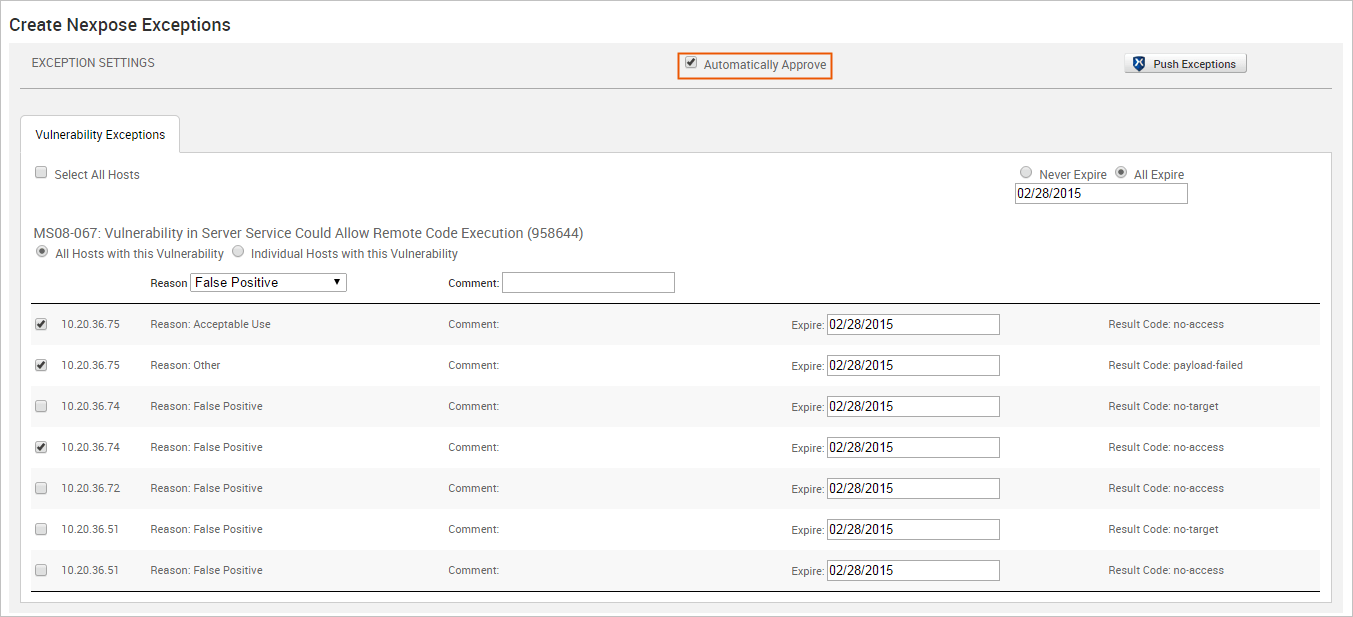 Create Nexpose Exceptions
EXCEPTION SETTINGS Automatically Approve Push Exceptions
Vulnerability Exceptions
Select All Hosts Never Expire All Expire
02/28/2015
MS08-067: Vulnerability in Server Service Could Allow Remote Code Execution (958644)
All Hosts with this Vulnerability Individual Hosts with this Vulnerability
Reason False Positive Comment:
10.20.36.75 Reason: Acceptable Use Comment: Expire: 02/28/2015 Result Code: no-access
10.20.36.75 Reason: Other Comment: Expire: 02/28/2015 Result Code: payload-failed
10.20.36.74 Reason: False Positive Comment: Expire: 02/28/2015 Result Code: no-target
10.20.36.74 Reason: False Positive Comment: Expire: 02/28/2015 Result Code: no-access
10.20.36.72 Reason: False Positive Comment: Expire: 02/28/2015 Result Code: no-access
10.20.36.51 Reason: False Positive Comment: Expire: 02/28/2015 Result Code: no-target
10.20.36.51 Reason: False Positive Comment: Expire: 02/28/2015 Result Code: no-access